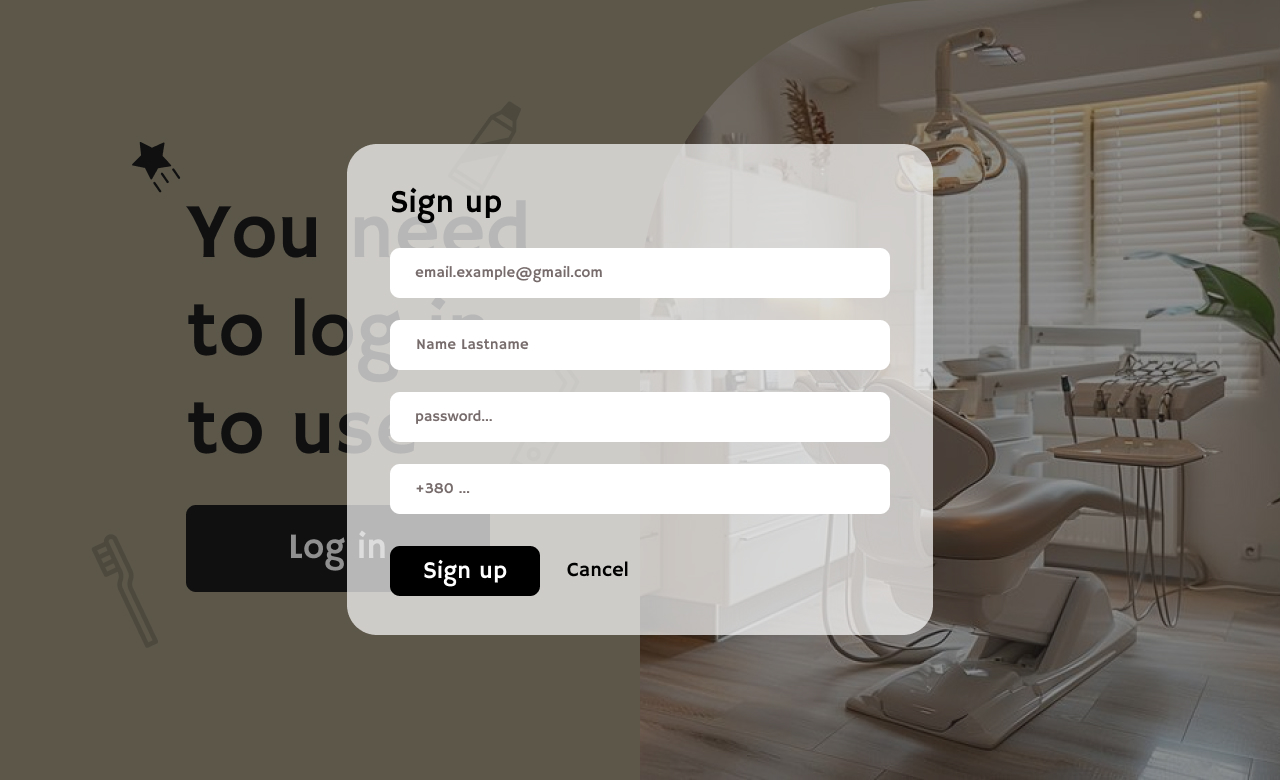 You need
to log in
to use
Log in
Sign up
email.example@gmail.com
Name Lastname
password...
+380 ...
Sign up
Cancel